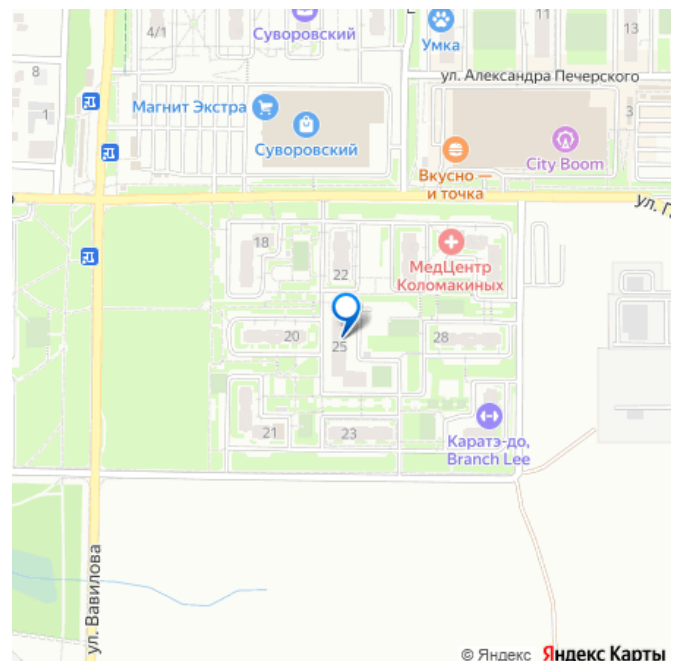 4/1
Суворовский
Умка
11
13
ул. Александра Печерского
8
1
Магнит Экстра
Суворовский
3
City Boom
Вкусно —
и точка
ул. Г
18
22
МедЦентр
Коломакиных
20
25
28
21
23
Каратэ-до,
Branch Lee
ул. Вавилова
© Яндекс Яндекс Карты